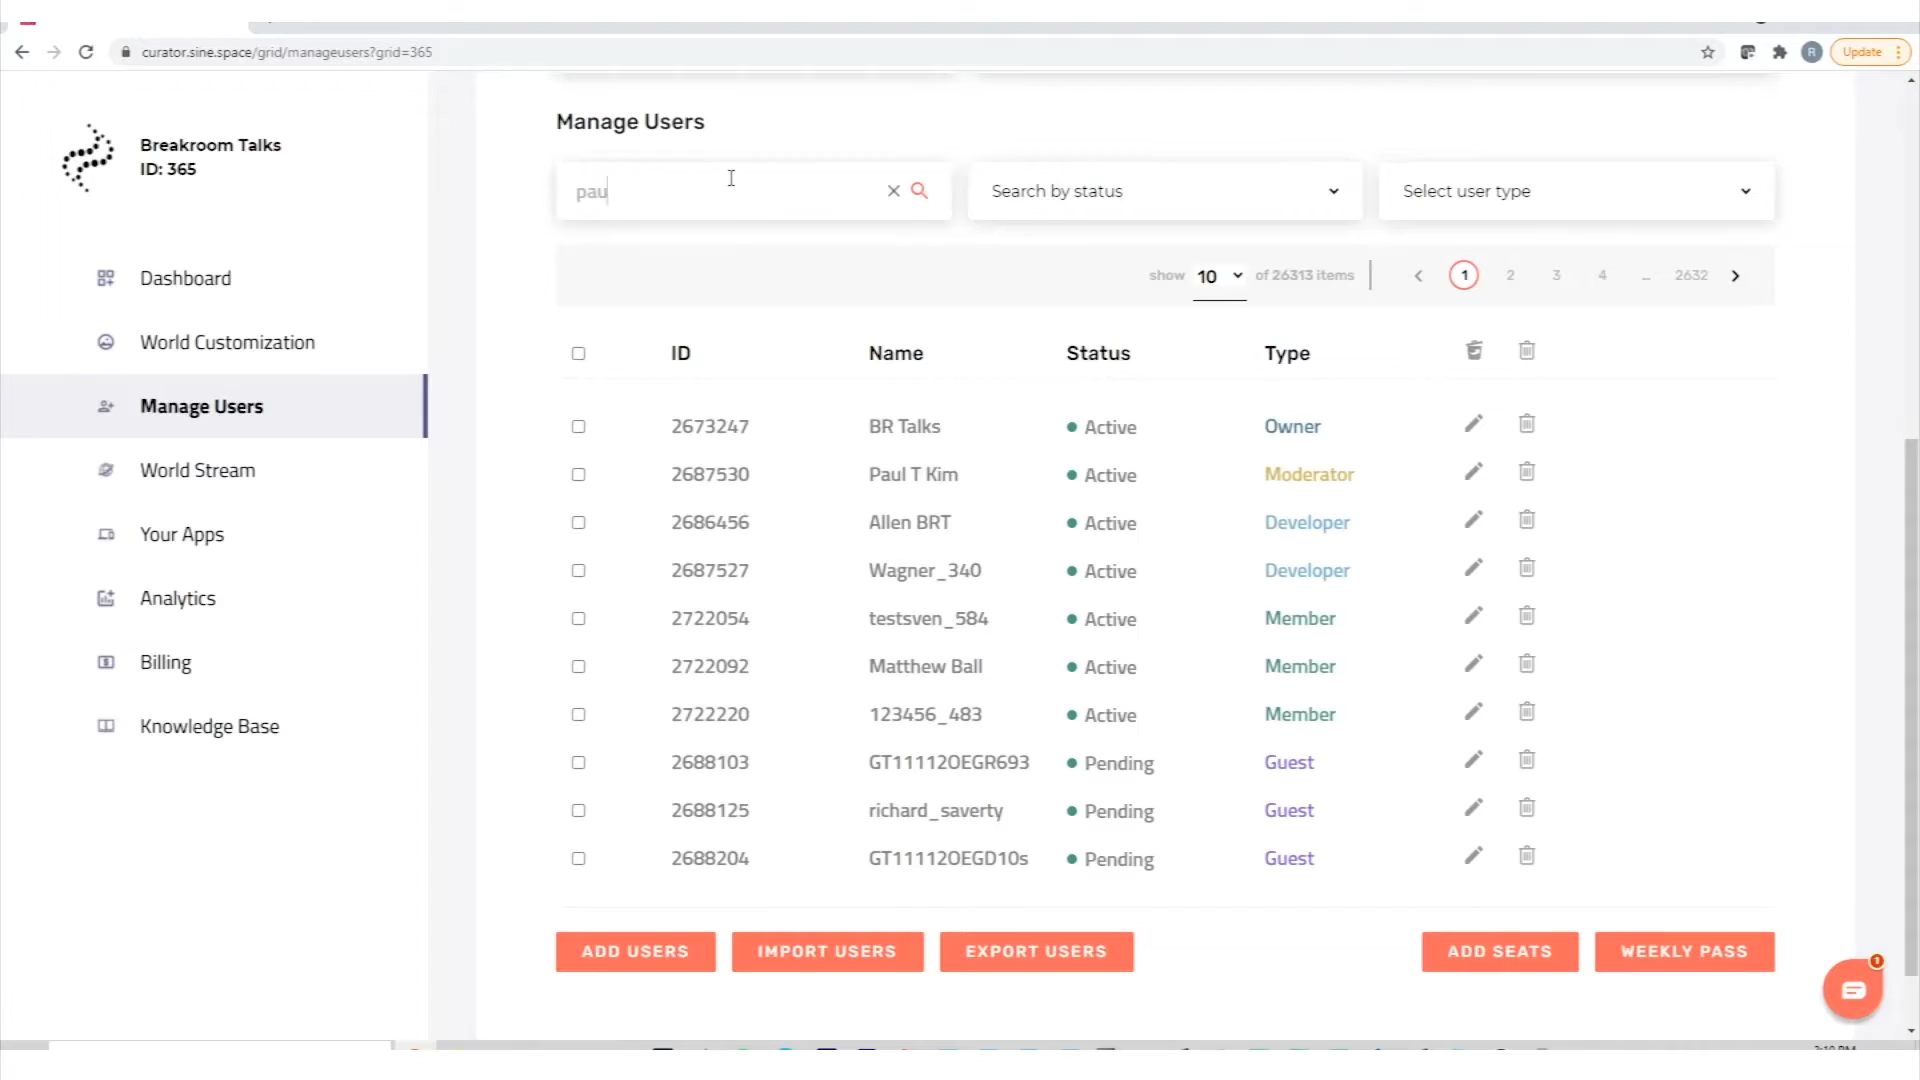 curator.sine.space/grid/manageusers?grid=365
R
Update
Breakroom Talks
ID: 365
Dashboard
World Customization
Manage Users
World Stream
Your Apps
Analytics
Billing
Knowledge Base
Manage Users
pau
Search by status
Select user type
show 10 of 26313 items
1 2 3 4 ... 2632
ID Name Status Type
2673247 BR Talks Active Owner
2687530 Paul T Kim Active Moderator
2686456 Allen BRT Active Developer
2687527 Wagner_340 Active Developer
2722054 testsven_584 Active Member
2722092 Matthew Ball Active Member
2722220 123456_483 Active Member
2688103 GT11112OEGR693 Pending Guest
2688125 richard_saverty Pending Guest
2688204 GT11112OEGD10s Pending Guest
ADD USERS IMPORT USERS EXPORT USERS ADD SEATS WEEKLY PASS
1